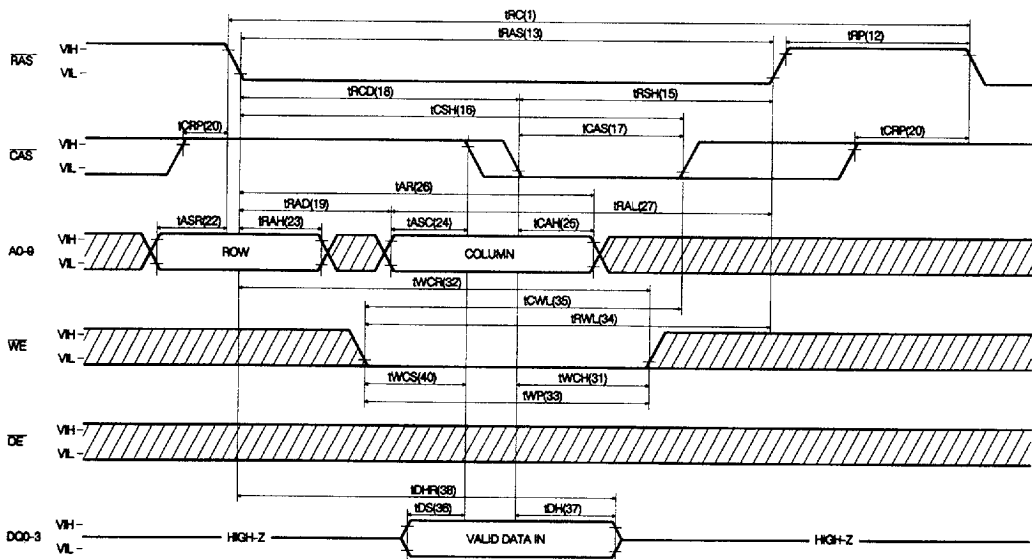 tRC(1)
tRAS(13)
tRP(12)
RAS
VIH
VIL
tRCD(18)
tRSH(15)
tCSH(16)
tCRP(20)
tCAS(17)
tCRP(20)
CAS
VIH
VIL
tAR(26)
tRAD(19)
tRAL(27)
tASR(22)
tRAH(23)
tASC(24)
tCAH(25)
A0-9
VIH
VIL
ROW
COLUMN
tWCR(32)
tCWL(35)
tRWL(34)
WE
VIH
VIL
tWCS(40)
tWCH(31)
tWP(33)
OE
VIH
VIL
tDHR(38)
tDS(36)
tDH(37)
DQ0-3
VIH
VIL
HIGH-Z
VALID DATA IN
HIGH-Z